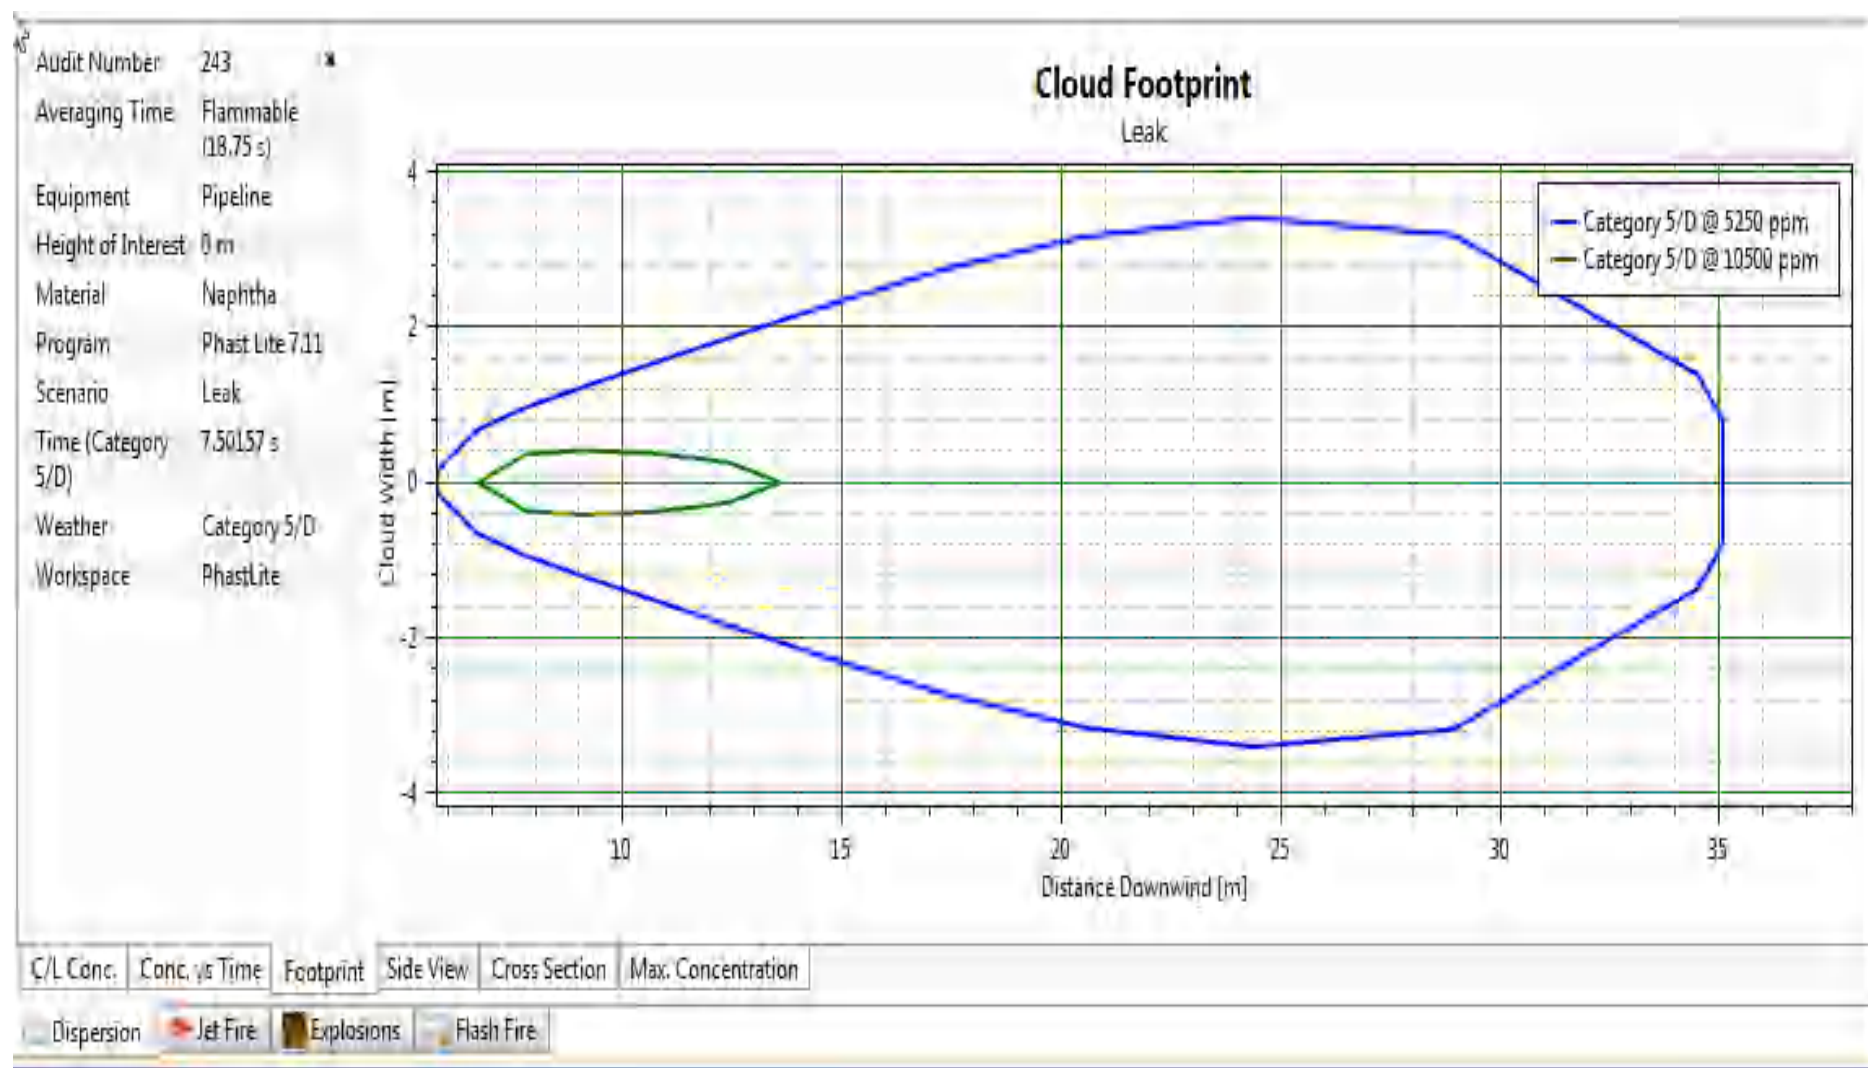 Audit Number 243
Averaging Time Flammable
(18.75 s)
Equipment Pipeline
Height of Interest 0 m
Material Naphtha
Program Phast Lite 7.11
Scenario Leak
Time (Category 7.50157 s
5/D)
Weather Category 5/D
Workspace PhastLite
Cloud Footprint
Leak
Category 5/D @ 5250 ppm
Category 5/D @ 10500 ppm
Cloud Width [m]
4
2
0
-2
-4
10 15 20 25 30 35
Distance Downwind [m]
C/L Conc. Conc. vs Time Footprint Side View Cross Section Max. Concentration
Dispersion Jet Fire Explosions Flash Fire